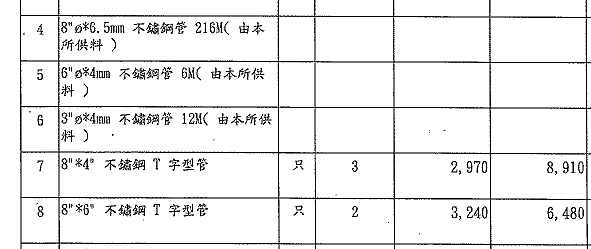 4 8"ø*6.5mm 不鏽鋼管 216M( 由本
所供料 )
5 6"ø*4mm 不鏽鋼管 6M( 由本所供
料 )
6 3"ø*4mm 不鏽鋼管 12M( 由本所供
料 )
7 8"*4" 不鏽鋼 T 字型管 只 3 2,970 8,910
8 8"*6" 不鏽鋼 T 字型管 只 2 3,240 6,480